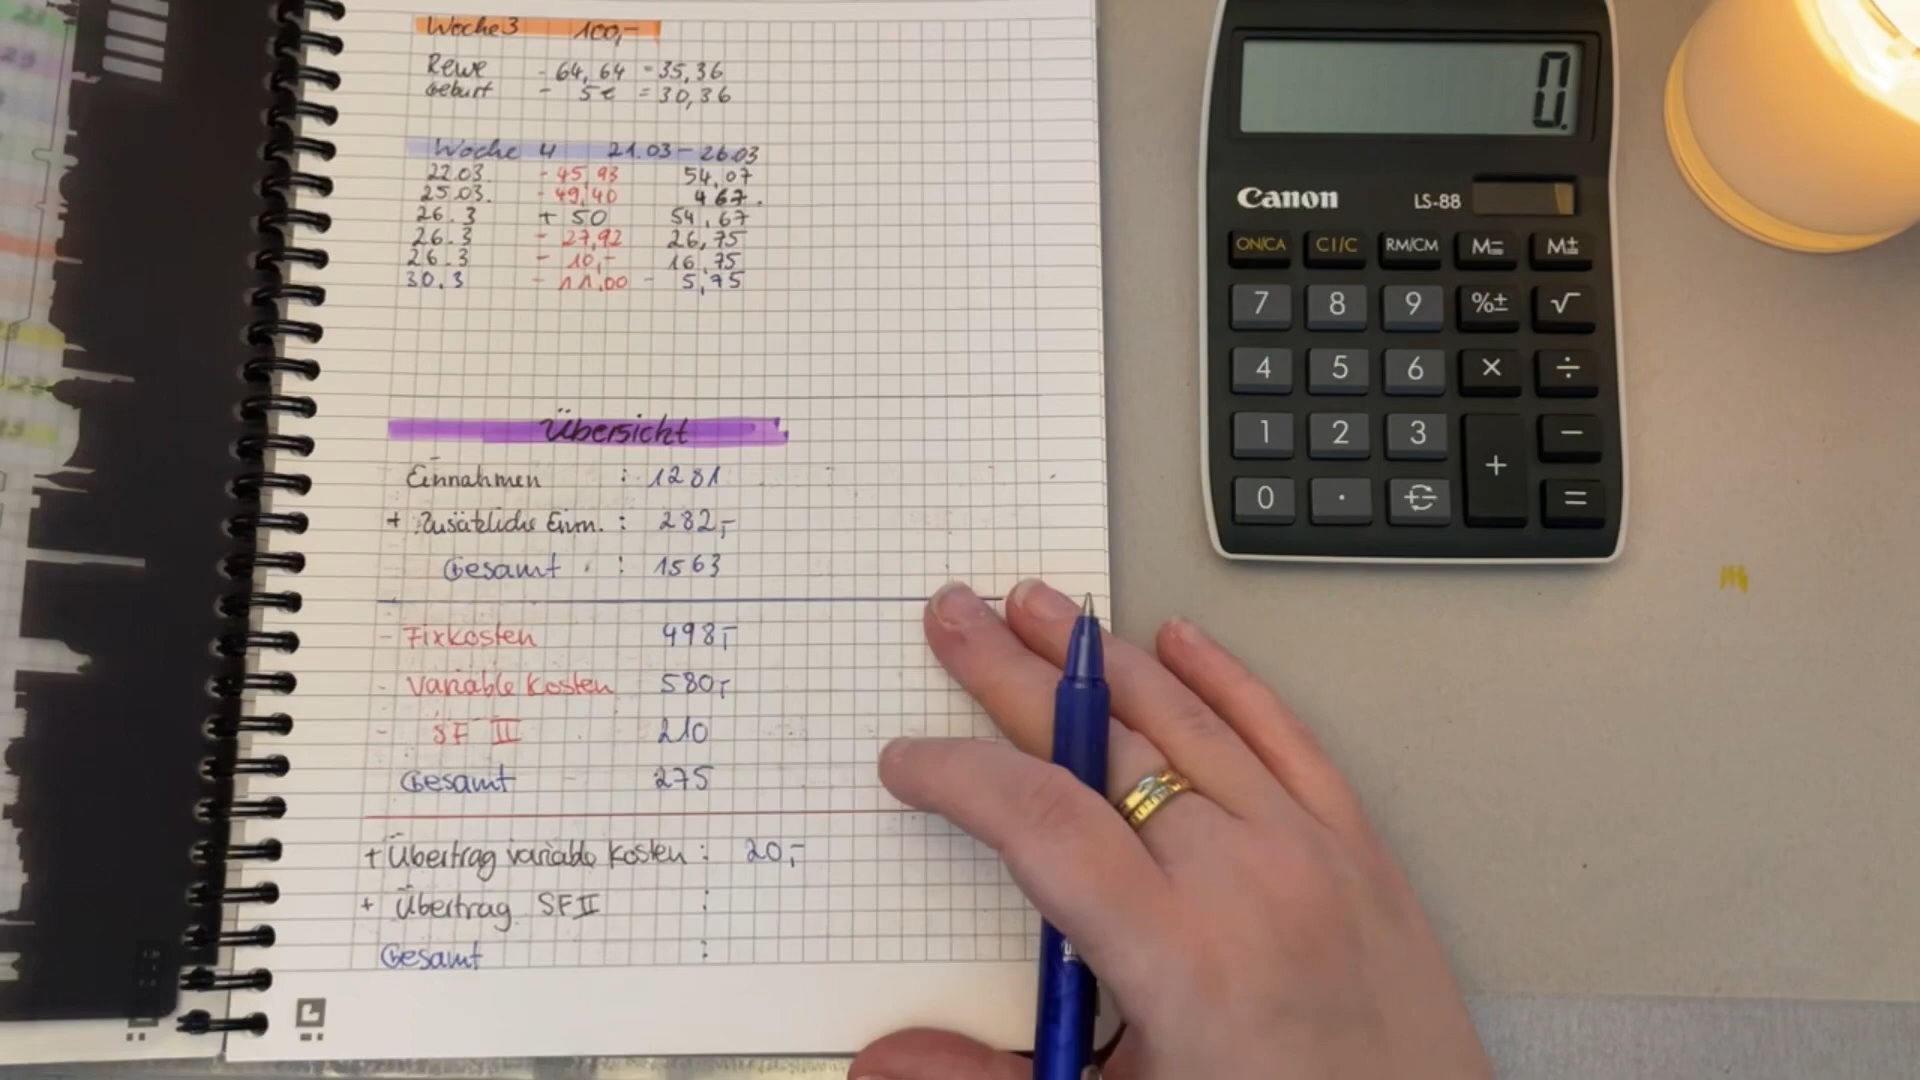 Woche 3 100,-
Rewe - 64,64 = 35,36
Geburt - 5€ = 30,36
Woche 4 21.03 - 26.03
22.03. - 45,93 54,07
25.03. - 49,40 4,67.
26.3 + 50 54,67
26.3 - 27,92 26,75
26.3 - 10,- 16,75
30.3 - 11,00 - 5,75
Übersicht
Einnahmen : 1281
+ Zusätzliche Einn. : 282,-
Gesamt : 1563
- Fixkosten 498,-
- Variable Kosten 580,-
- SF II 210
Gesamt - 275
+ Übertrag variable Kosten : 20,-
+ Übertrag SF II :
Gesamt :
0.
Canon LS-88
ON/CA CI/C RM/CM M= M±
7 8 9 %± √
4 5 6 × ÷
1 2 3 + −
0 . =